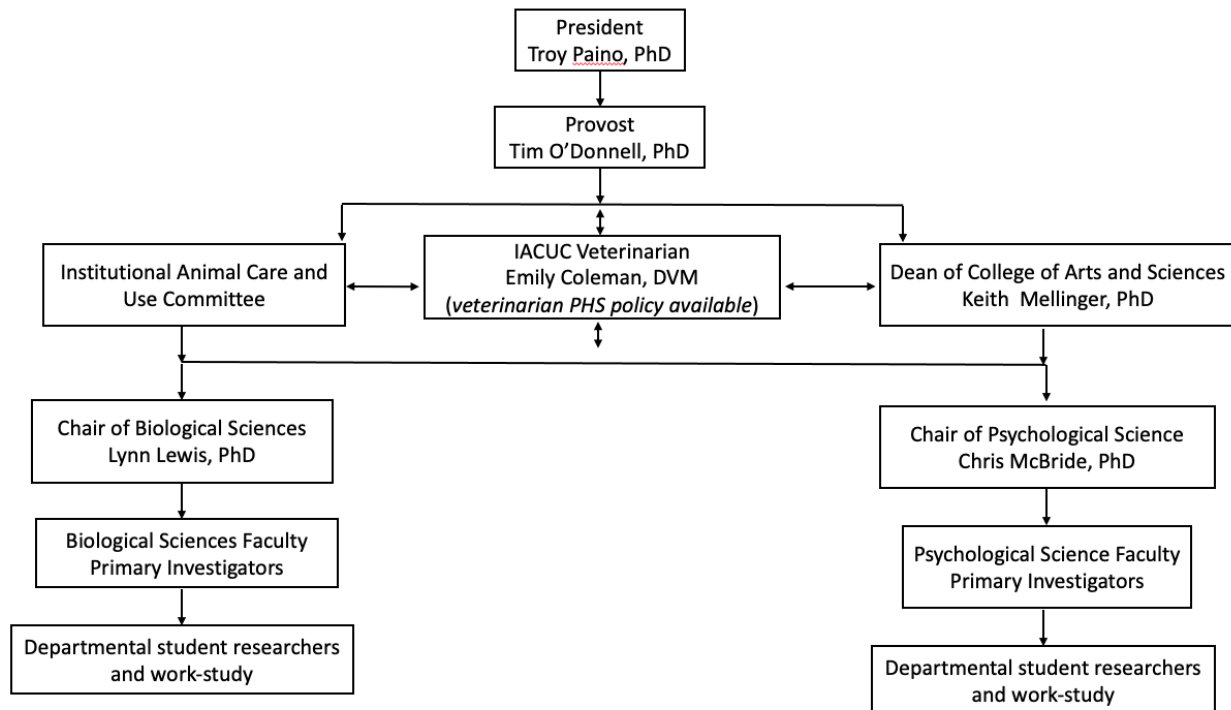 President
Troy Paino, PhD
Provost
Tim O’Donnell, PhD
Institutional Animal Care and
Use Committee
IACUC Veterinarian
Emily Coleman, DVM
(veterinarian PHS policy available)
Dean of College of Arts and Sciences
Keith  Mellinger, PhD
Chair of Biological Sciences
Lynn Lewis, PhD
Chair of Psychological Science
Chris McBride, PhD
Biological Sciences Faculty
Primary Investigators
Psychological Science Faculty
Primary Investigators
Departmental student researchers
and work-study
Departmental student researchers
and work-study